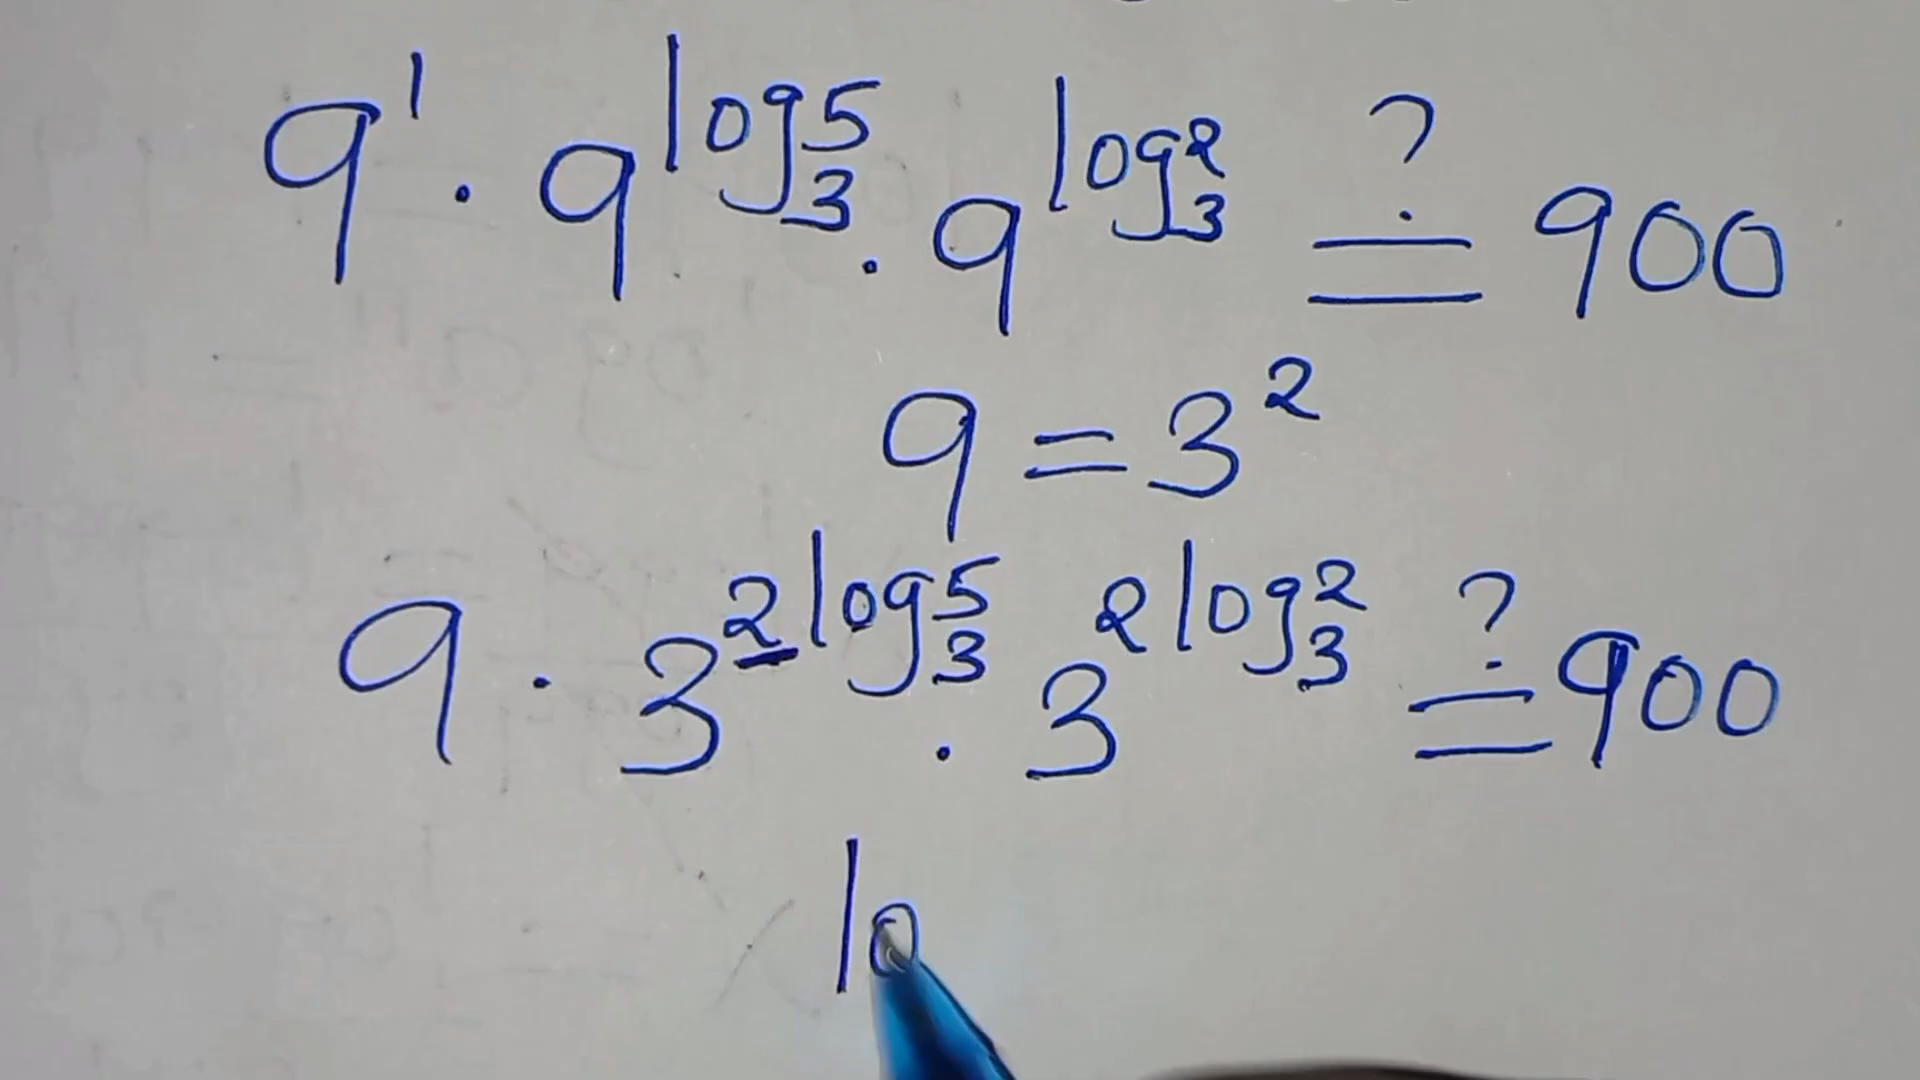 9¹ · 9^log₃5 · 9^log₃2 ?= 900
9 = 3²
9 · 3^2log₃5 · 3^2log₃2 ?= 900
lo